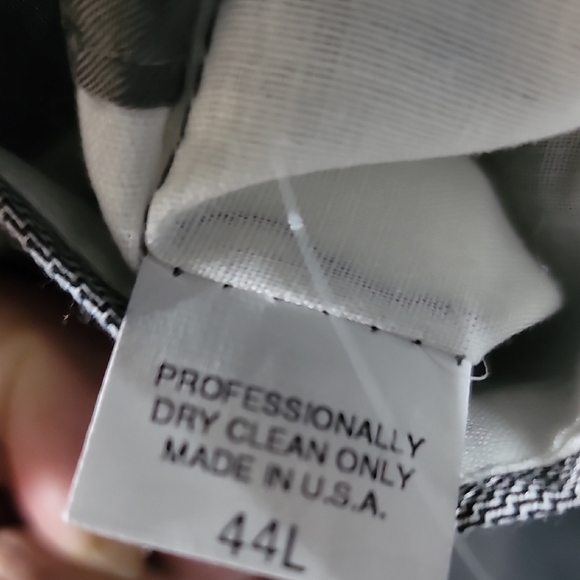 PROFESSIONALLY
DRY CLEAN ONLY
MADE IN U.S.A.
44L